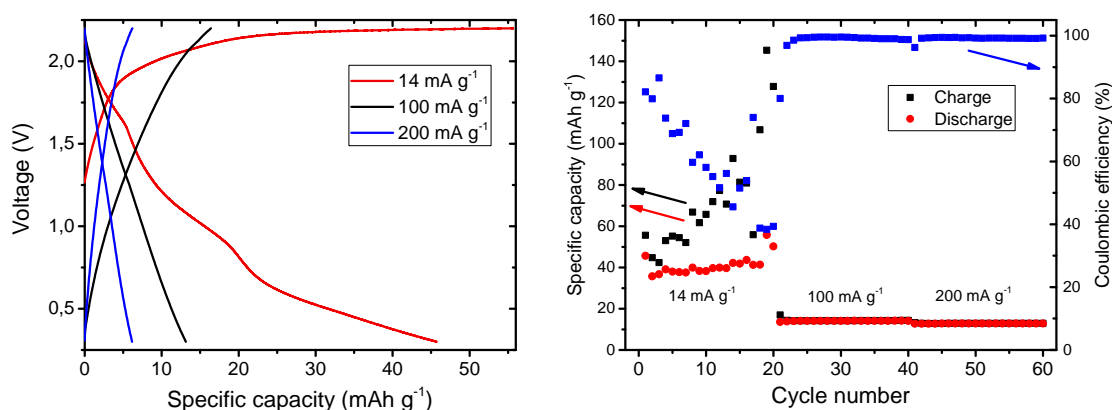 2,0
1,5
1,0
0,5
0 10 20 30 40 50
Voltage (V)
Specific capacity (mAh g⁻¹)
14 mA g⁻¹
100 mA g⁻¹
200 mA g⁻¹
160
140
120
100
80
60
40
20
0
0 10 20 30 40 50 60
Specific capacity (mAh g⁻¹)
Cycle number
Charge
Discharge
14 mA g⁻¹
100 mA g⁻¹
200 mA g⁻¹
100
80
60
40
20
0
Coulombic efficiency (%)